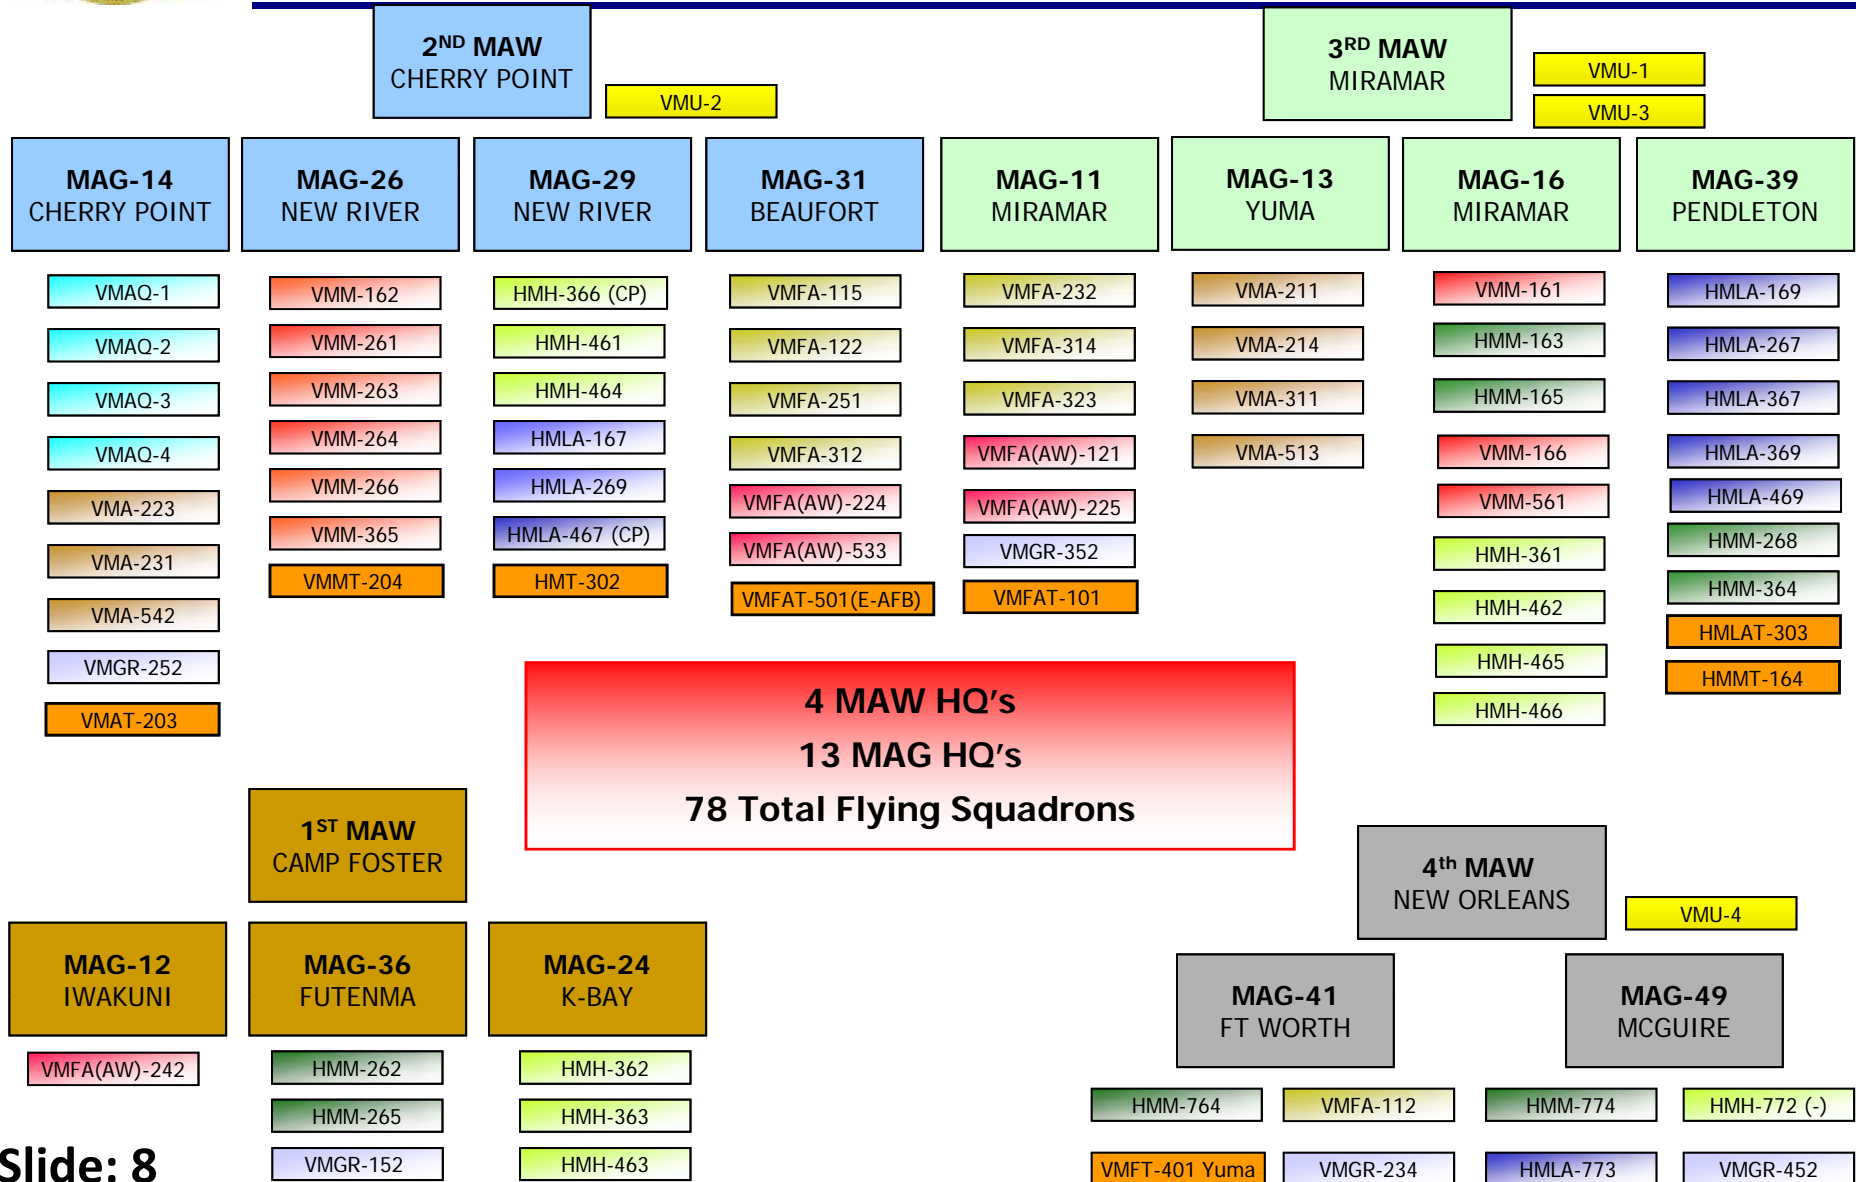 2ND MAW
CHERRY POINT
VMU-2
3RD MAW
MIRAMAR
VMU-1
VMU-3
MAG-14
CHERRY POINT
VMAQ-1
VMAQ-2
VMAQ-3
VMAQ-4
VMA-223
VMA-231
VMA-542
VMGR-252
VMAT-203
MAG-26
NEW RIVER
VMM-162
VMM-261
VMM-263
VMM-264
VMM-266
VMM-365
VMMT-204
MAG-29
NEW RIVER
HMH-366 (CP)
HMH-461
HMH-464
HMLA-167
HMLA-269
HMLA-467 (CP)
HMT-302
MAG-31
BEAUFORT
VMFA-115
VMFA-122
VMFA-251
VMFA-312
VMFA(AW)-224
VMFA(AW)-533
VMFAT-501(E-AFB)
MAG-11
MIRAMAR
VMFA-232
VMFA-314
VMFA-323
VMFA(AW)-121
VMFA(AW)-225
VMGR-352
VMFAT-101
MAG-13
YUMA
VMA-211
VMA-214
VMA-311
VMA-513
MAG-16
MIRAMAR
VMM-161
HMM-163
HMM-165
VMM-166
VMM-561
HMH-361
HMH-462
HMH-465
HMH-466
MAG-39
PENDLETON
HMLA-169
HMLA-267
HMLA-367
HMLA-369
HMLA-469
HMM-268
HMM-364
HMLAT-303
HMMT-164
4 MAW HQ's
13 MAG HQ's
78 Total Flying Squadrons
1ST MAW
CAMP FOSTER
MAG-12
IWAKUNI
VMFA(AW)-242
MAG-36
FUTENMA
HMM-262
HMM-265
VMGR-152
MAG-24
K-BAY
HMH-362
HMH-363
HMH-463
4th MAW
NEW ORLEANS
VMU-4
MAG-41
FT WORTH
HMM-764
VMFA-112
VMFT-401 Yuma
VMGR-234
MAG-49
MCGUIRE
HMM-774
HMH-772 (-)
HMLA-773
VMGR-452
Slide: 8